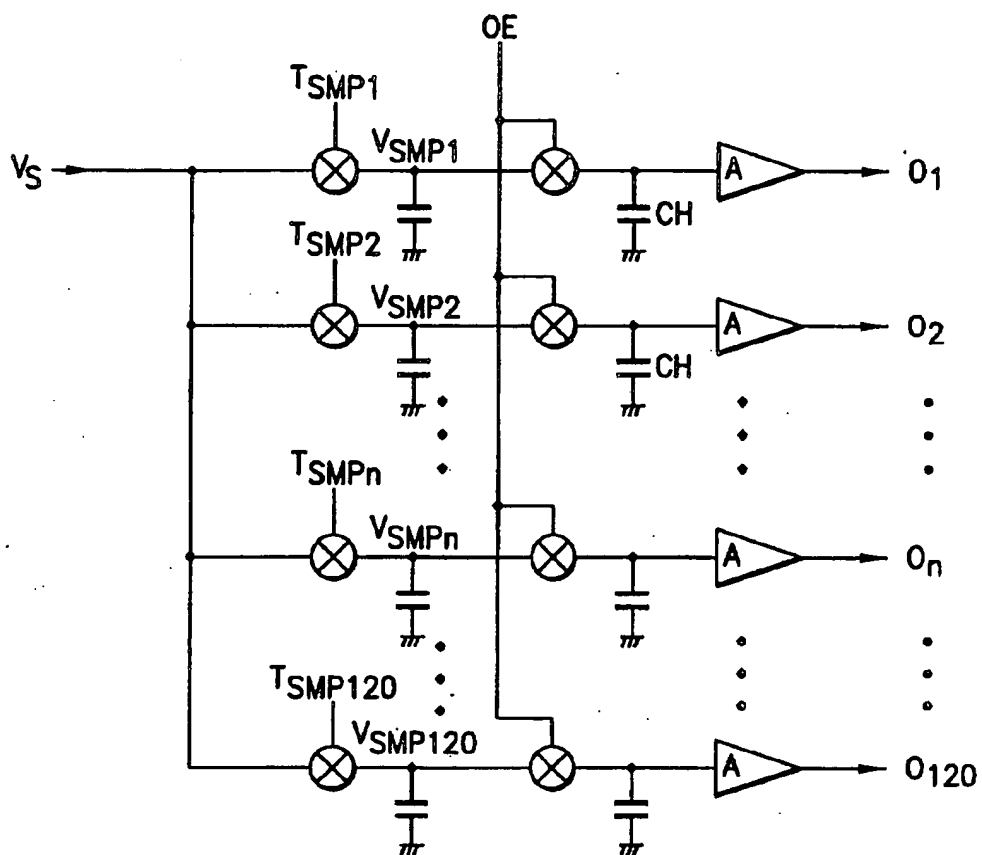 OE
TSMP1
VS
VSMP1
A
O1
CH
TSMP2
VSMP2
A
O2
CH
TSMPn
VSMPn
A
On
TSMP120
VSMP120
A
O120